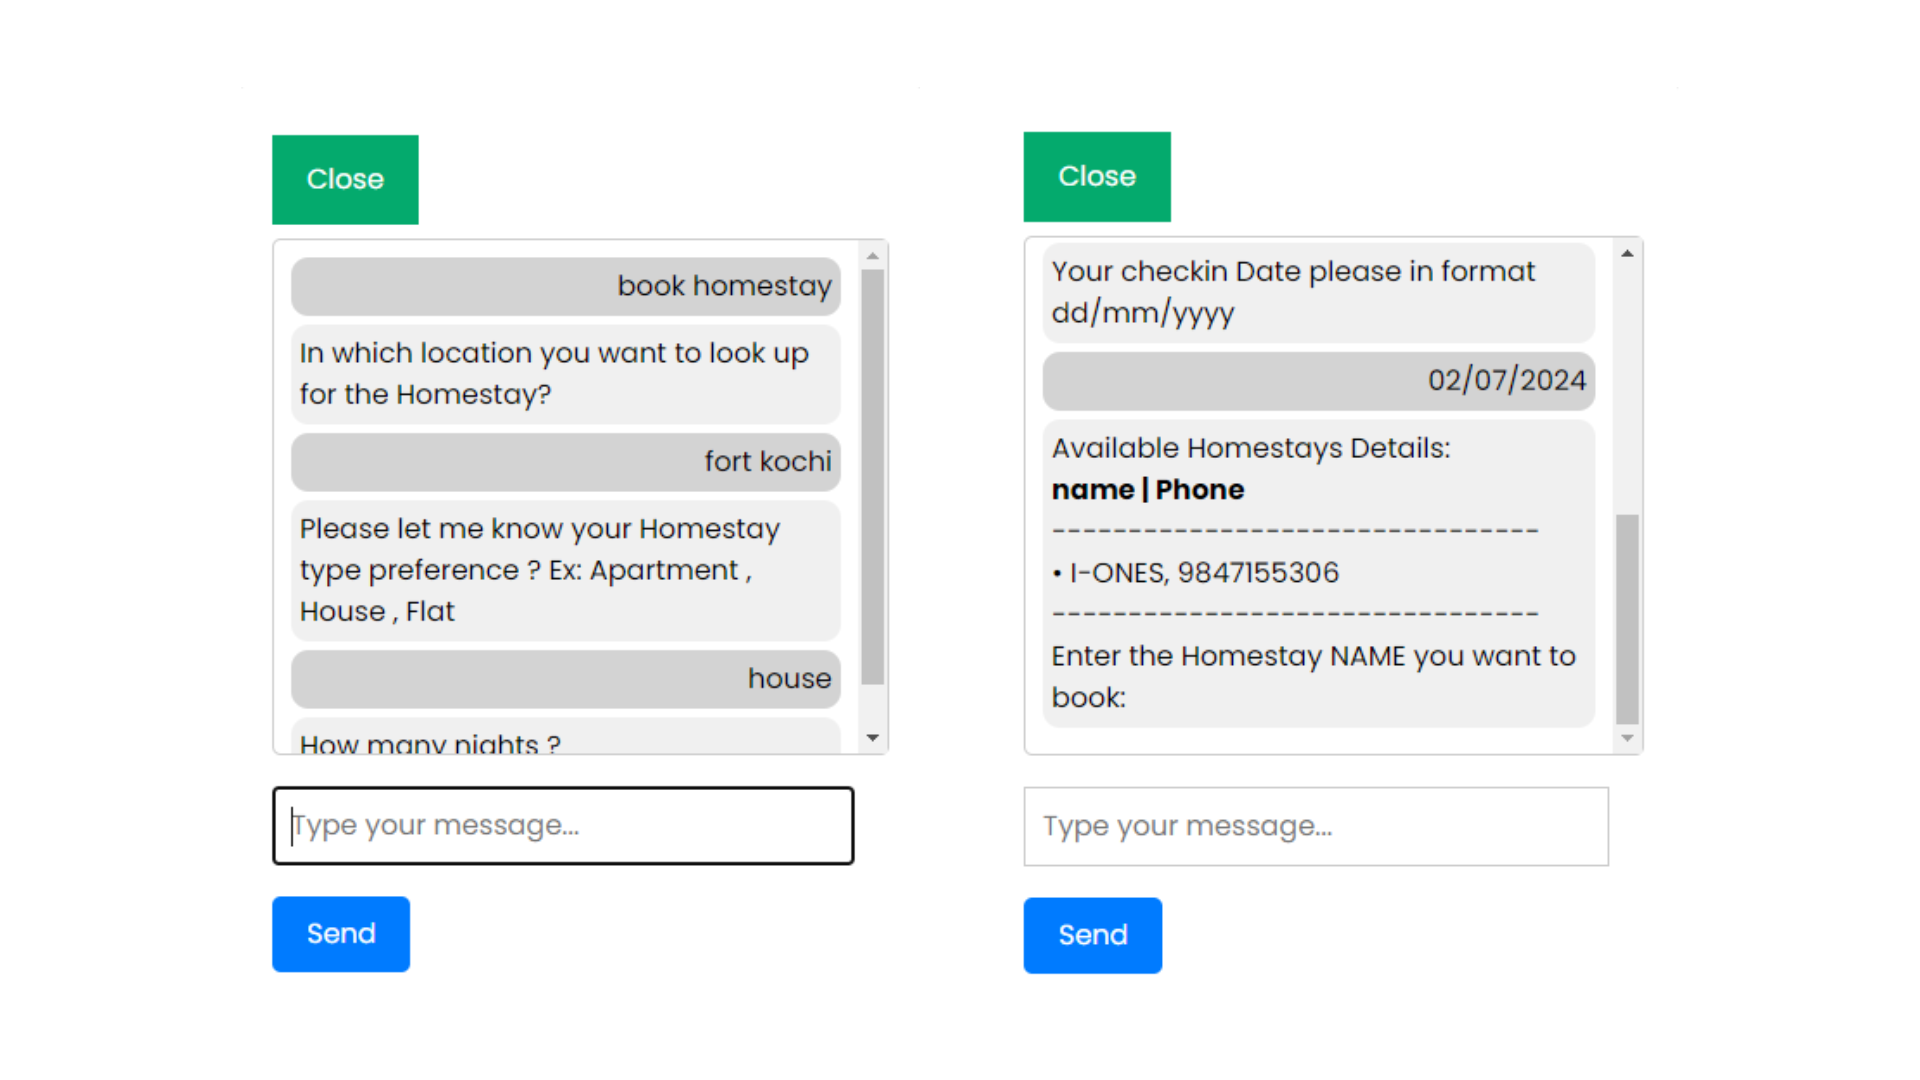 Close
book homestay
In which location you want to look up
for the Homestay?
fort kochi
Please let me know your Homestay
type preference ? Ex: Apartment ,
House , Flat
house
How many nights ?
Type your message...
Send
Close
Your checkin Date please in format
dd/mm/yyyy
02/07/2024
Available Homestays Details:
name | Phone
--------------------------------
• I-ONES, 9847155306
--------------------------------
Enter the Homestay NAME you want to
book:
Type your message...
Send